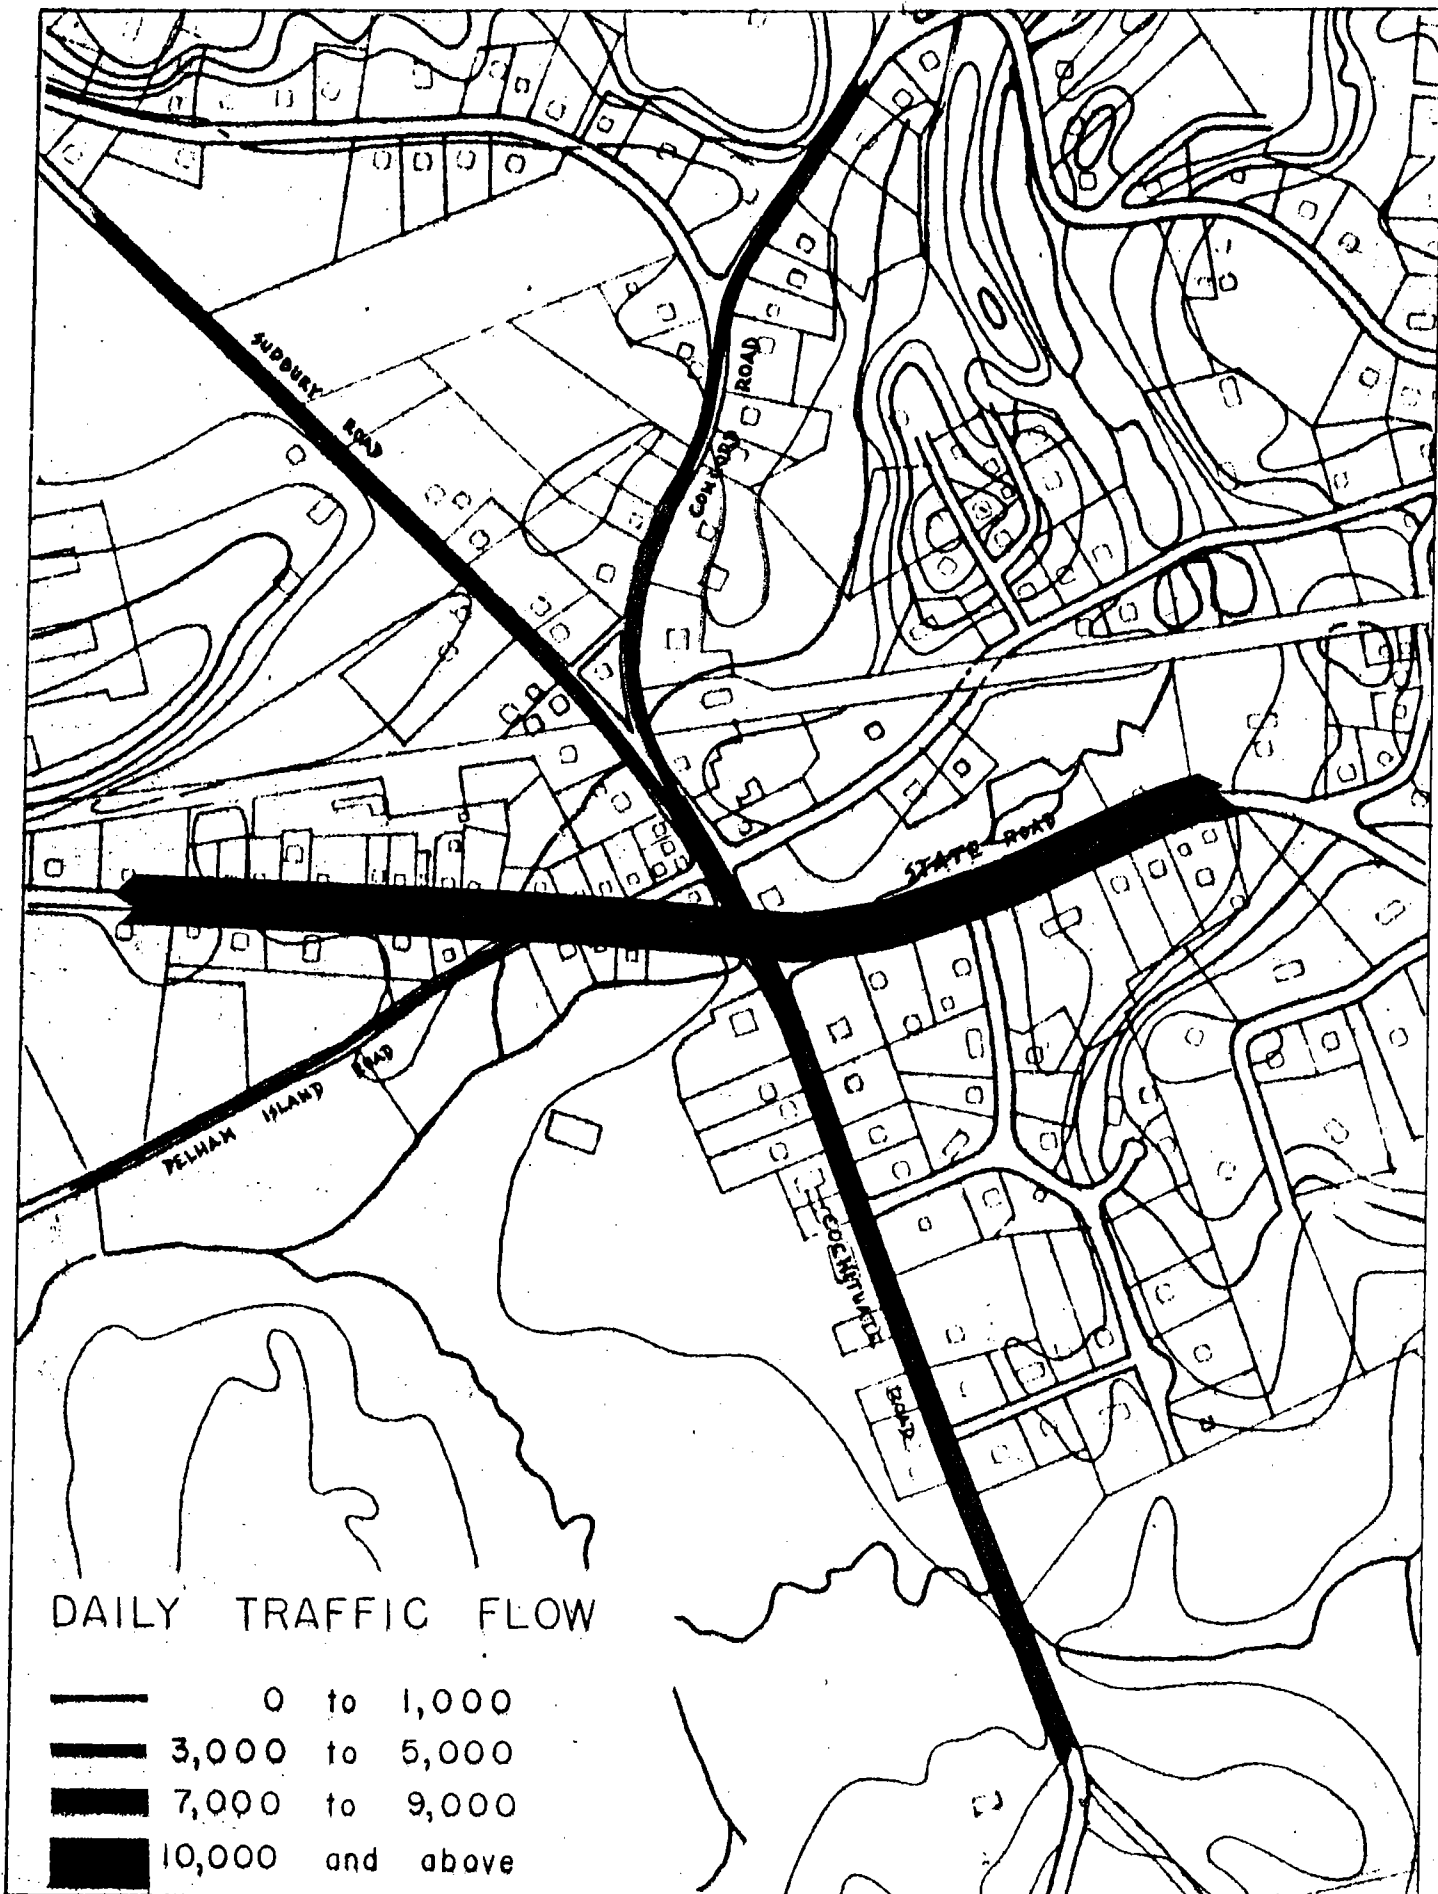 SUDBURY ROAD
CONCORD ROAD
STATE ROAD
PELHAM ISLAND ROAD
COCHITUATE ROAD
DAILY TRAFFIC FLOW
0 to 1,000
3,000 to 5,000
7,000 to 9,000
10,000 and above